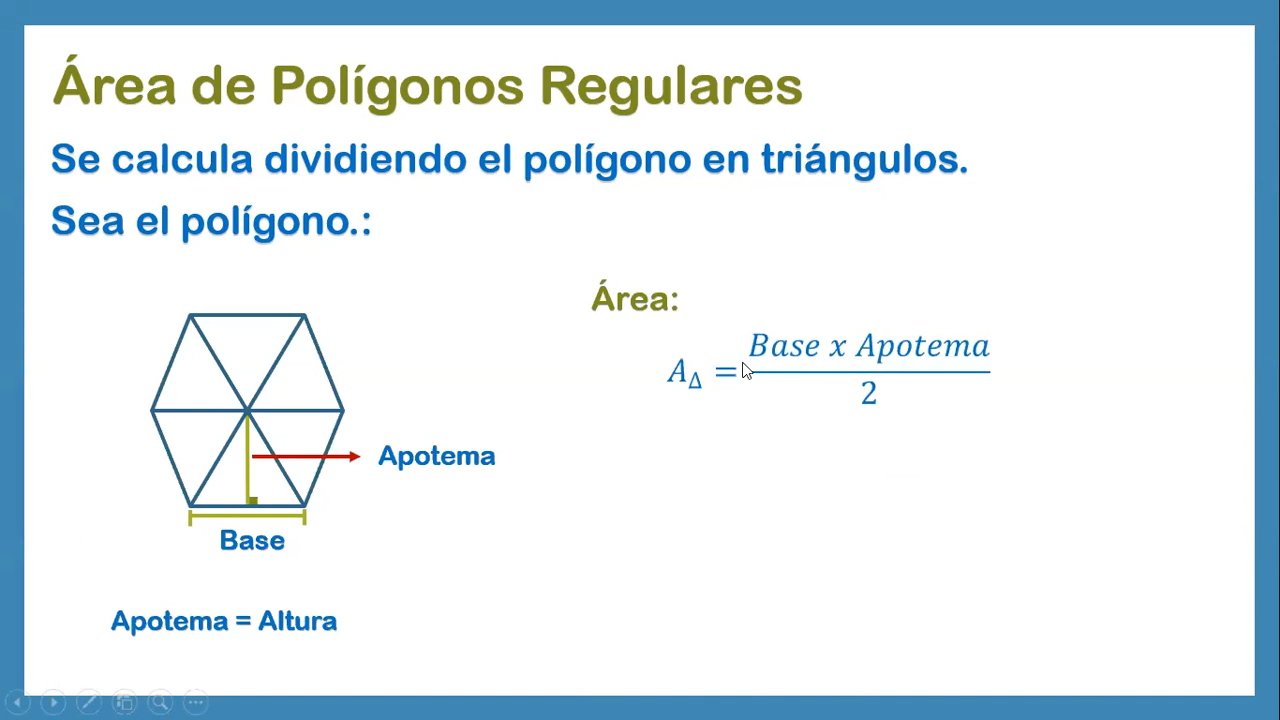 Área de Polígonos Regulares
Se calcula dividiendo el polígono en triángulos.
Sea el polígono.:
Área:
A_Δ = (Base x Apotema) / 2
Apotema
Base
Apotema = Altura